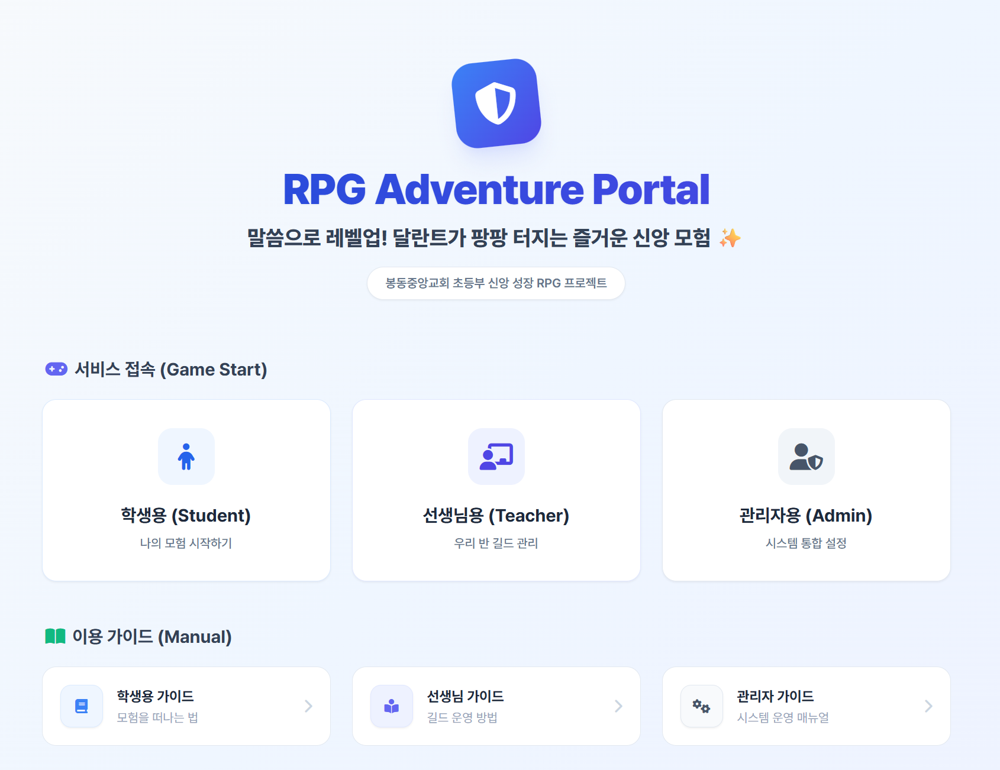 RPG Adventure Portal
말씀으로 레벨업! 달란트가 팡팡 터지는 즐거운 신앙 모험 ✨
봉동중앙교회 초등부 신앙 성장 RPG 프로젝트
서비스 접속 (Game Start)
학생용 (Student)
나의 모험 시작하기
선생님용 (Teacher)
우리 반 길드 관리
관리자용 (Admin)
시스템 통합 설정
이용 가이드 (Manual)
학생용 가이드
모험을 떠나는 법
선생님 가이드
길드 운영 방법
관리자 가이드
시스템 운영 매뉴얼